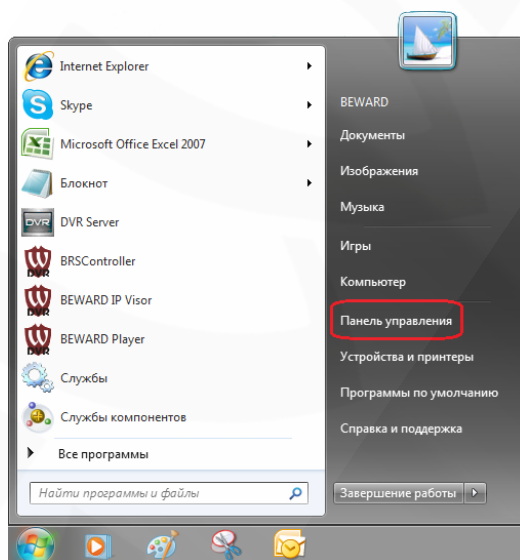 Internet Explorer
Skype
Microsoft Office Excel 2007
Блокнот
DVR Server
BRSController
BEWARD IP Visor
BEWARD Player
Службы
Службы компонентов
Все программы
Найти программы и файлы
BEWARD
Документы
Изображения
Музыка
Игры
Компьютер
Панель управления
Устройства и принтеры
Программы по умолчанию
Справка и поддержка
Завершение работы